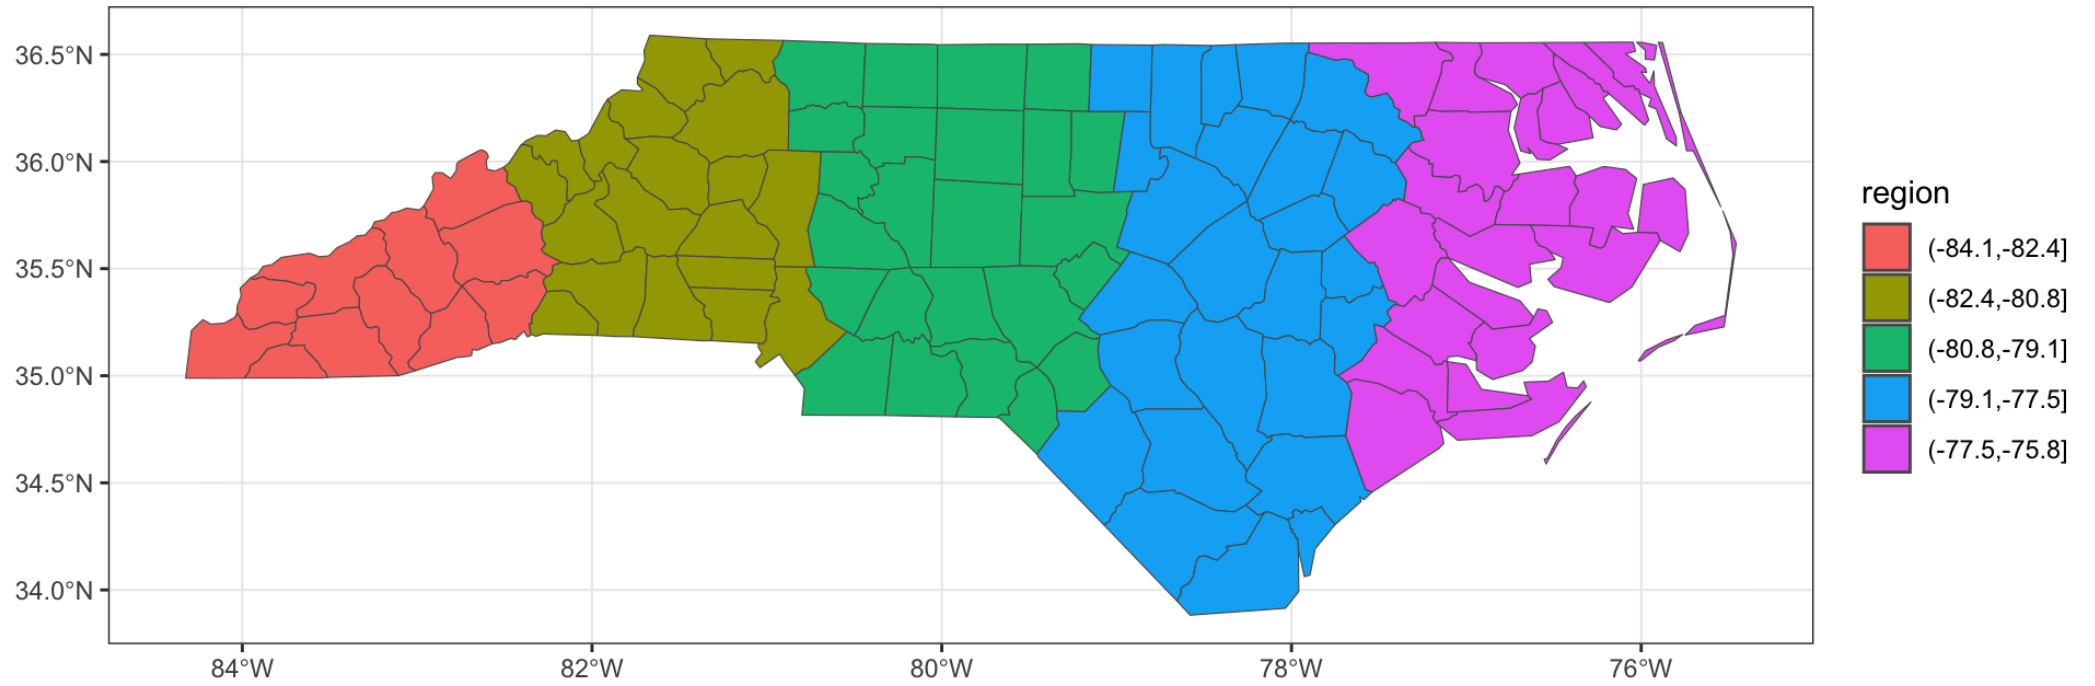 36.5°N
36.0°N
35.5°N
35.0°N
34.5°N
34.0°N
84°W
82°W
80°W
78°W
76°W
region
(-84.1,-82.4]
(-82.4,-80.8]
(-80.8,-79.1]
(-79.1,-77.5]
(-77.5,-75.8]